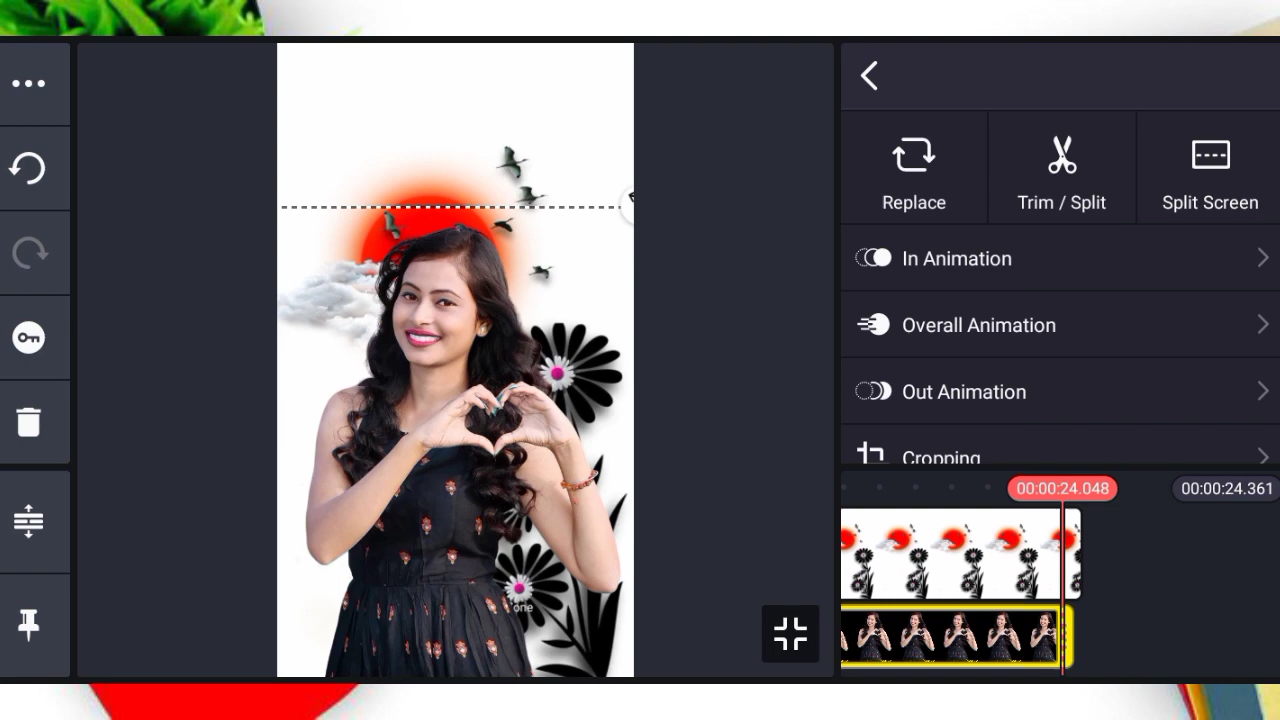 Replace
Trim / Split
Split Screen
In Animation
Overall Animation
Out Animation
Cropping
00:00:24.048
00:00:24.361
one